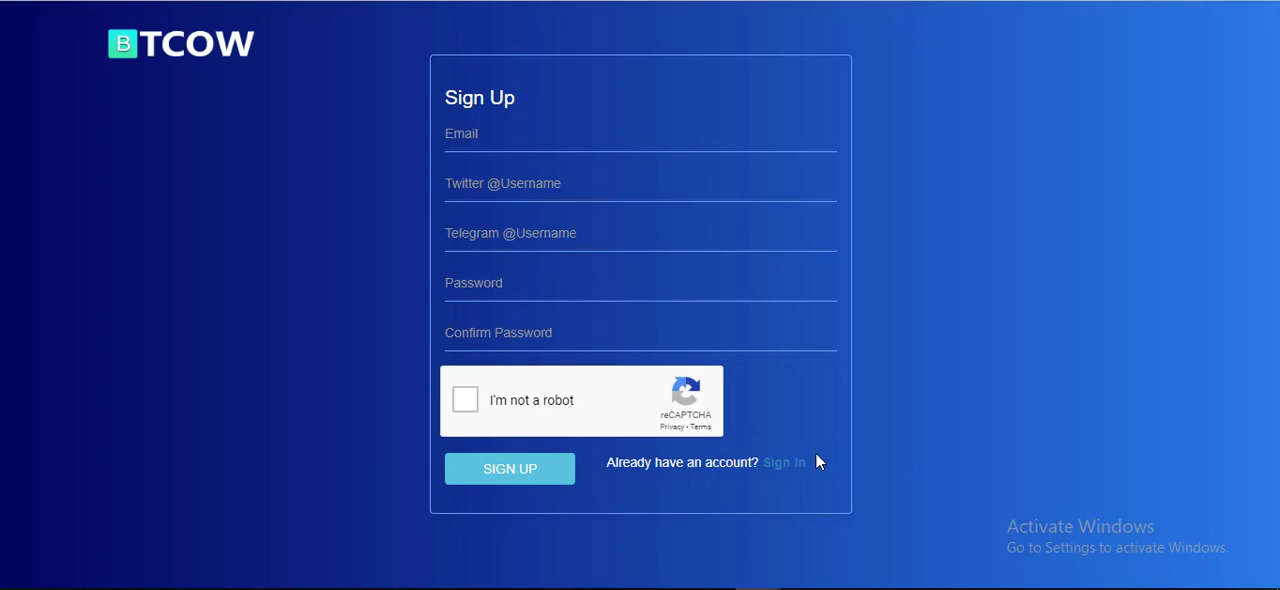 BTCOW
Sign Up
Email
Twitter @Username
Telegram @Username
Password
Confirm Password
I'm not a robot
reCAPTCHA
Privacy - Terms
SIGN UP
Already have an account? Sign In
Activate Windows
Go to Settings to activate Windows.